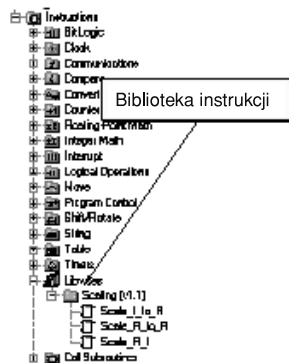 Instructions
Bit Logic
Clock
Communications
Compare
Convert
Counter
Floating-Point Math
Integer Math
Interrupt
Logical Operations
Move
Program Control
Shift/Rotate
String
Table
Timers
Libraries
Scaling (v1.1)
Scale_I_to_R
Scale_R_to_R
Scale_R_I
Call Subroutines
Biblioteka instrukcji